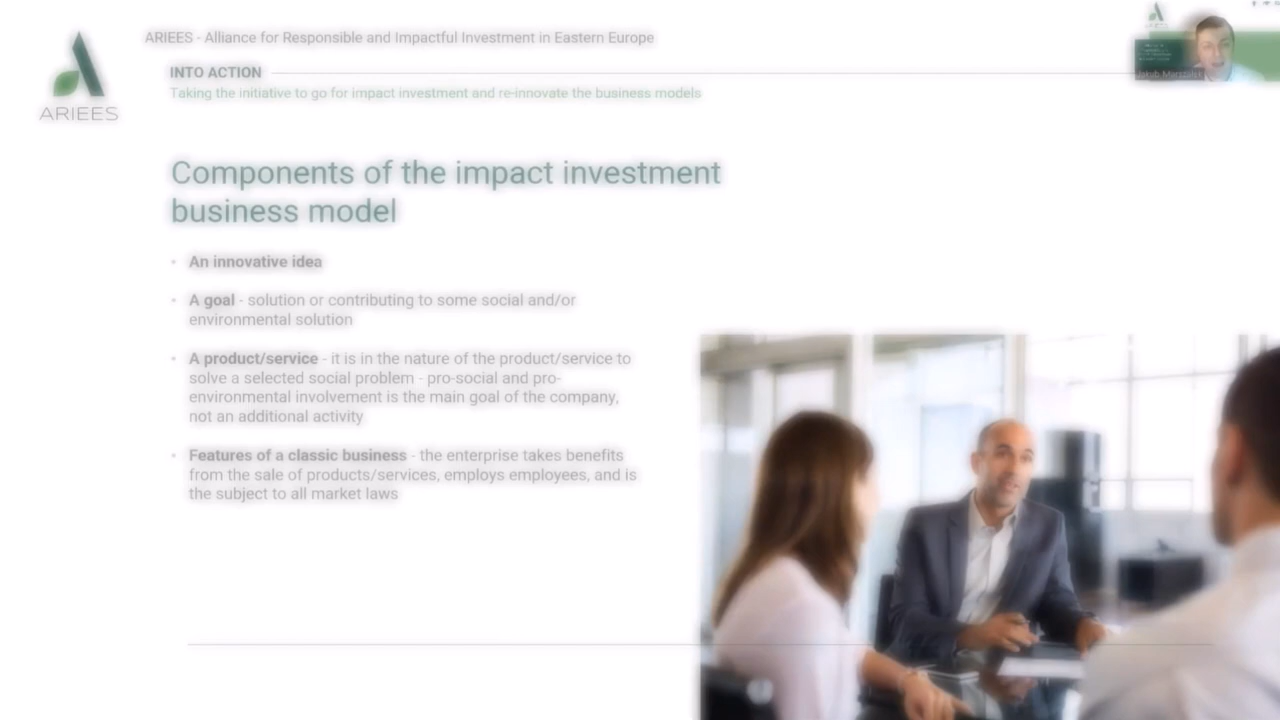 ARIEES - Alliance for Responsible and Impactful Investment in Eastern Europe
INTO ACTION
Taking the initiative to go for impact investment and re-innovate the business models
ARIEES
Components of the impact investment
business model
• An innovative idea
• A goal - solution or contributing to some social and/or
environmental solution
• A product/service - it is in the nature of the product/service to
solve a selected social problem - pro-social and pro-
environmental involvement is the main goal of the company,
not an additional activity
• Features of a classic business - the enterprise takes benefits
from the sale of products/services, employs employees, and is
the subject to all market laws